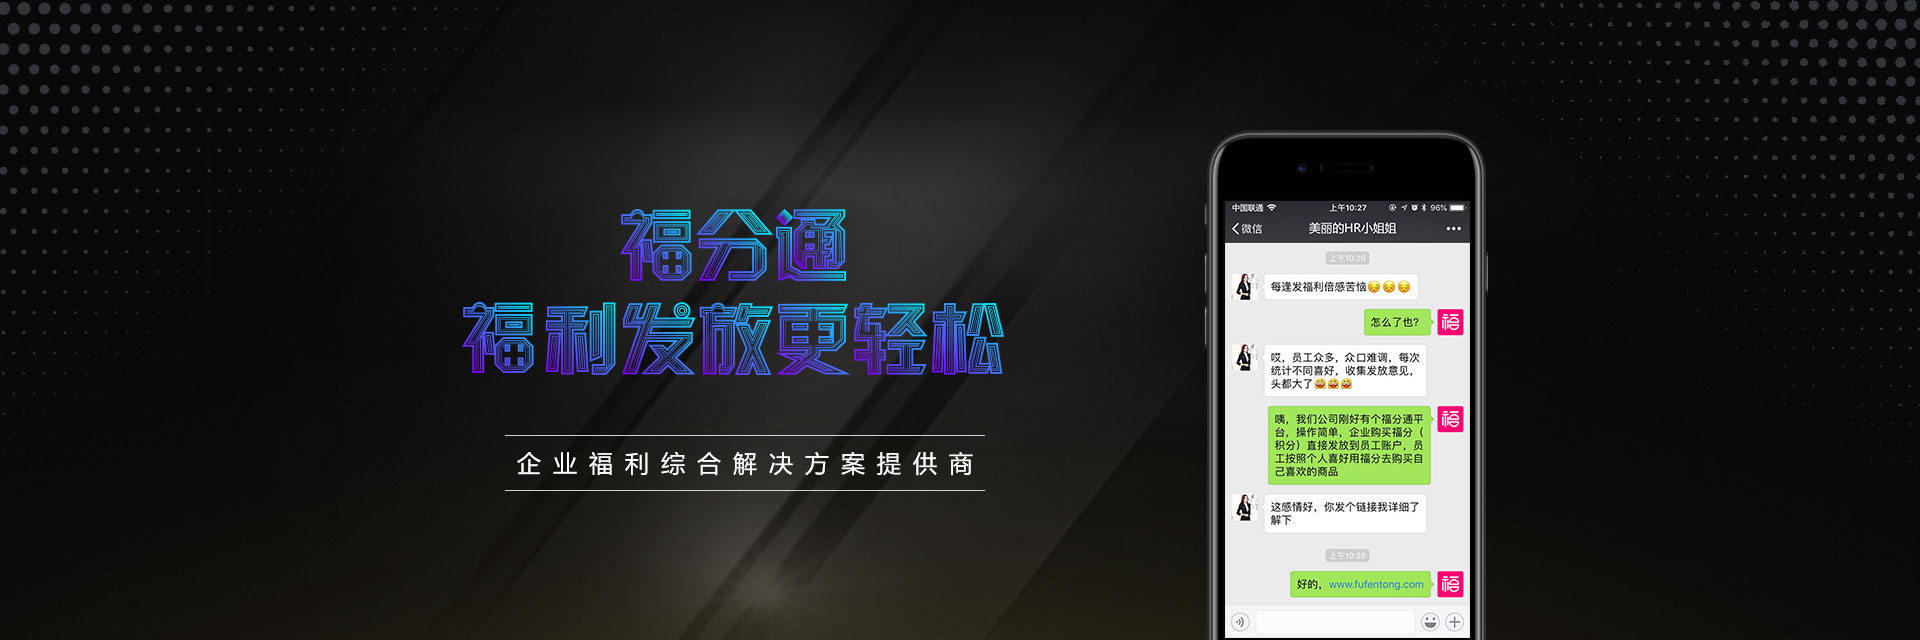 福分通
福利发放更轻松
企业福利综合解决方案提供商
中国联通 上午10:27 96%
微信 美丽的HR小姐姐
上午10:20
每逢发福利倍感苦恼😔😔😔
怎么了也?
福
哎，员工众多，众口难调，每次
统计不同喜好，收集发放意见，
头都大了😜😜😜
咦，我们公司刚好有个福分通平
台，操作简单，企业购买福分（
积分）直接发放到员工账户，员
工按照个人喜好用福分去购买自
己喜欢的商品
福
这感情好，你发个链接我详细了
解下
上午10:26
好的，www.fufentong.com
福